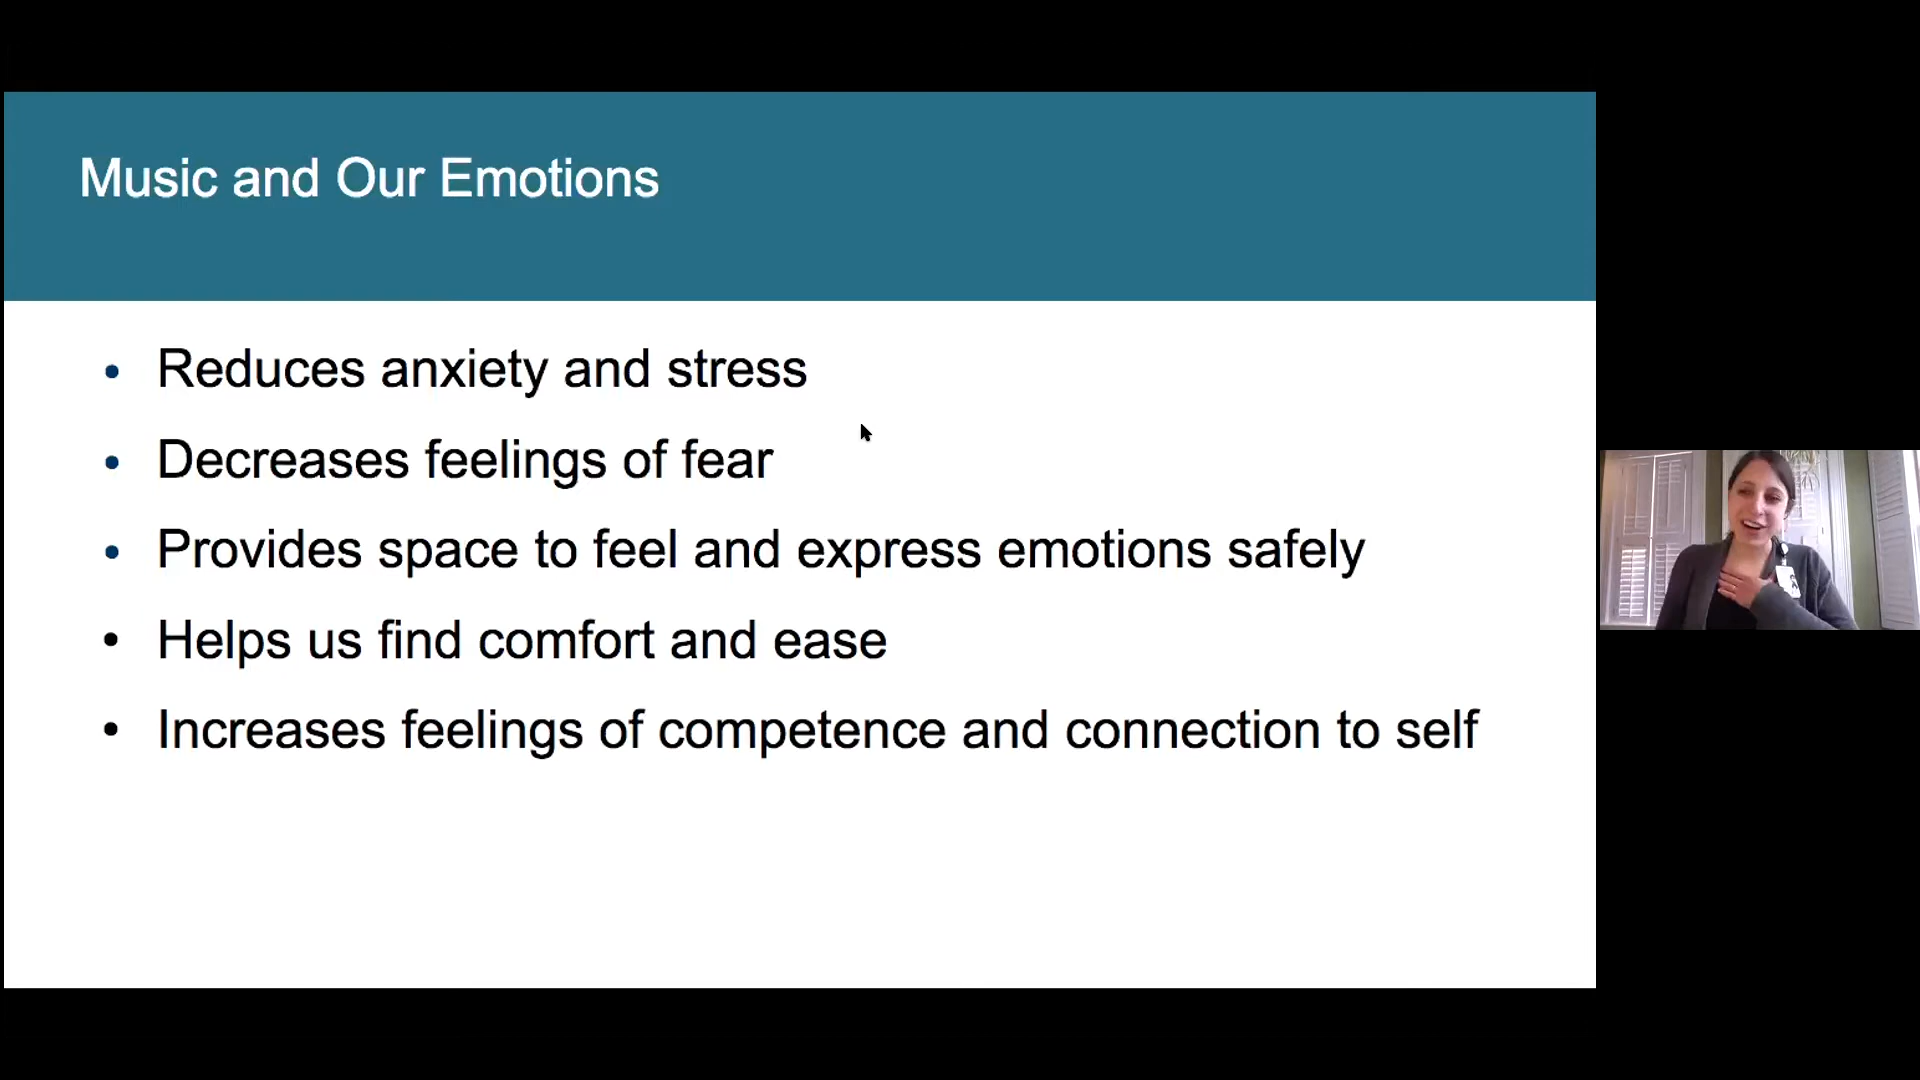 Music and Our Emotions
• Reduces anxiety and stress
• Decreases feelings of fear
• Provides space to feel and express emotions safely
• Helps us find comfort and ease
• Increases feelings of competence and connection to self